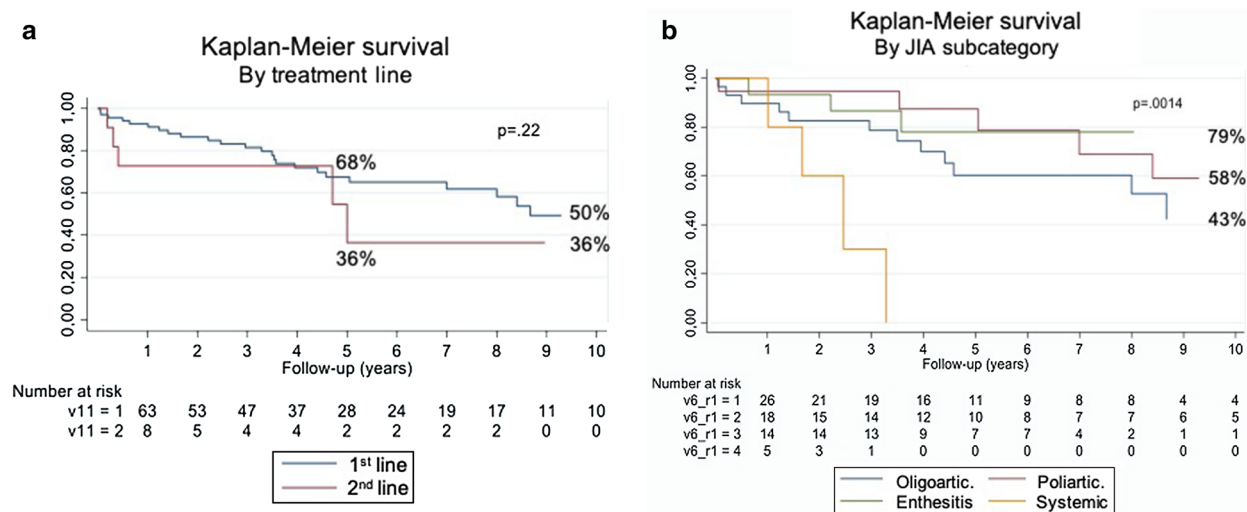 a
Kaplan-Meier survival
By treatment line
p=.22
1.00
0.80
0.60
0.40
0.20
0.00
68%
36%
50%
36%
1 2 3 4 5 6 7 8 9 10
Follow-up (years)
Number at risk
v11 = 1 63 53 47 37 28 24 19 17 11 10
v11 = 2 8 5 4 4 2 2 2 2 0 0
1st line
2nd line
b
Kaplan-Meier survival
By JIA subcategory
p=.0014
1,00
0,80
0,60
0,40
0,20
0,00
79%
58%
43%
1 2 3 4 5 6 7 8 9 10
Follow-up (years)
Number at risk
v6_r1 = 1 26 21 19 16 11 9 8 8 4 4
v6_r1 = 2 18 15 14 12 10 8 7 7 6 5
v6_r1 = 3 14 14 13 9 7 7 4 2 1 1
v6_r1 = 4 5 3 1 0 0 0 0 0 0 0
Oligoartic. Poliartic.
Enthesitis Systemic